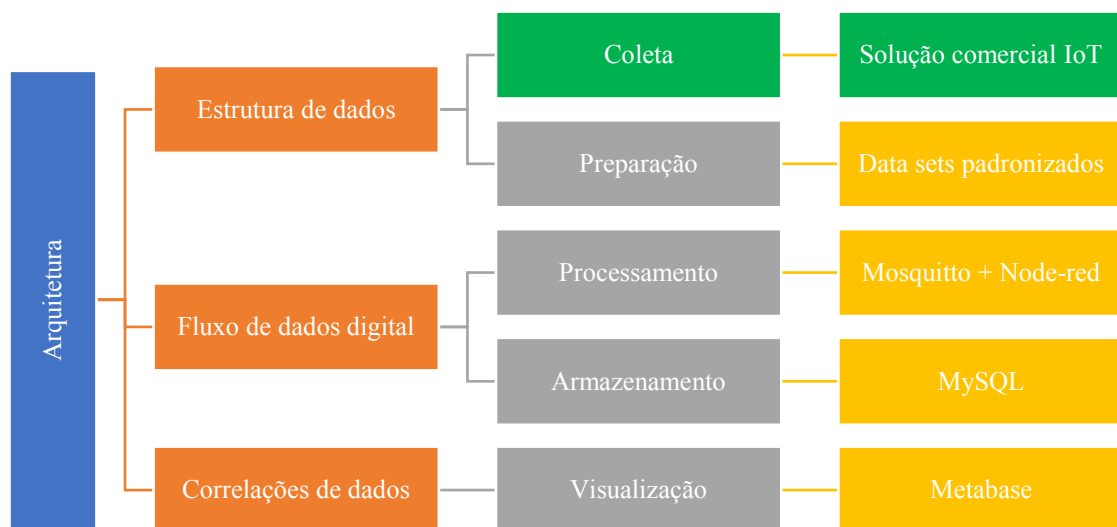 Arquitetura
Estrutura de dados
Coleta
Solução comercial IoT
Preparação
Data sets padronizados
Fluxo de dados digital
Processamento
Mosquitto + Node-red
Armazenamento
MySQL
Correlações de dados
Visualização
Metabase